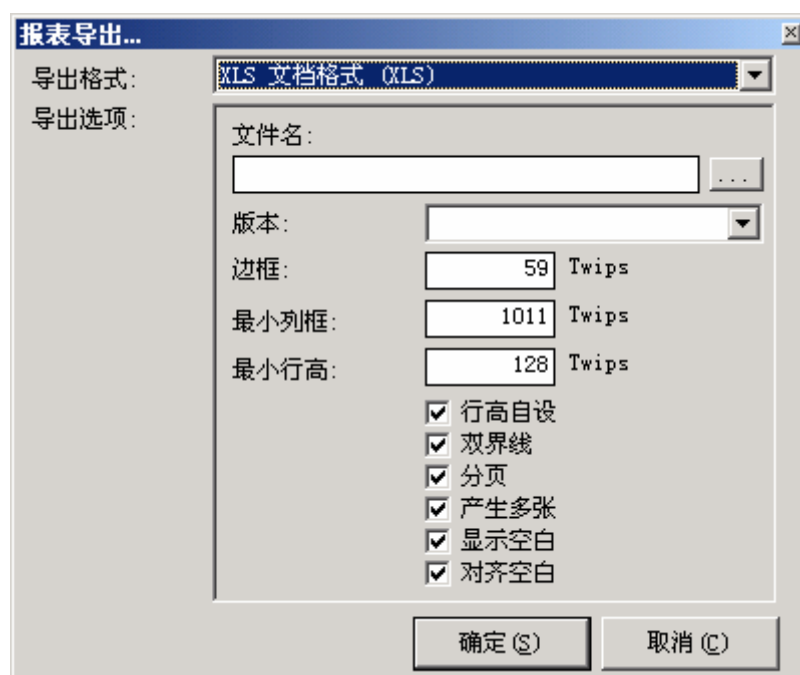 报表导出...
导出格式: XLS 文档格式 (XLS)
导出选项:
文件名:
...
版本:
边框: 59 Twips
最小列框: 1011 Twips
最小行高: 128 Twips
行高自设
双界线
分页
产生多张
显示空白
对齐空白
确定(S) 取消(C)